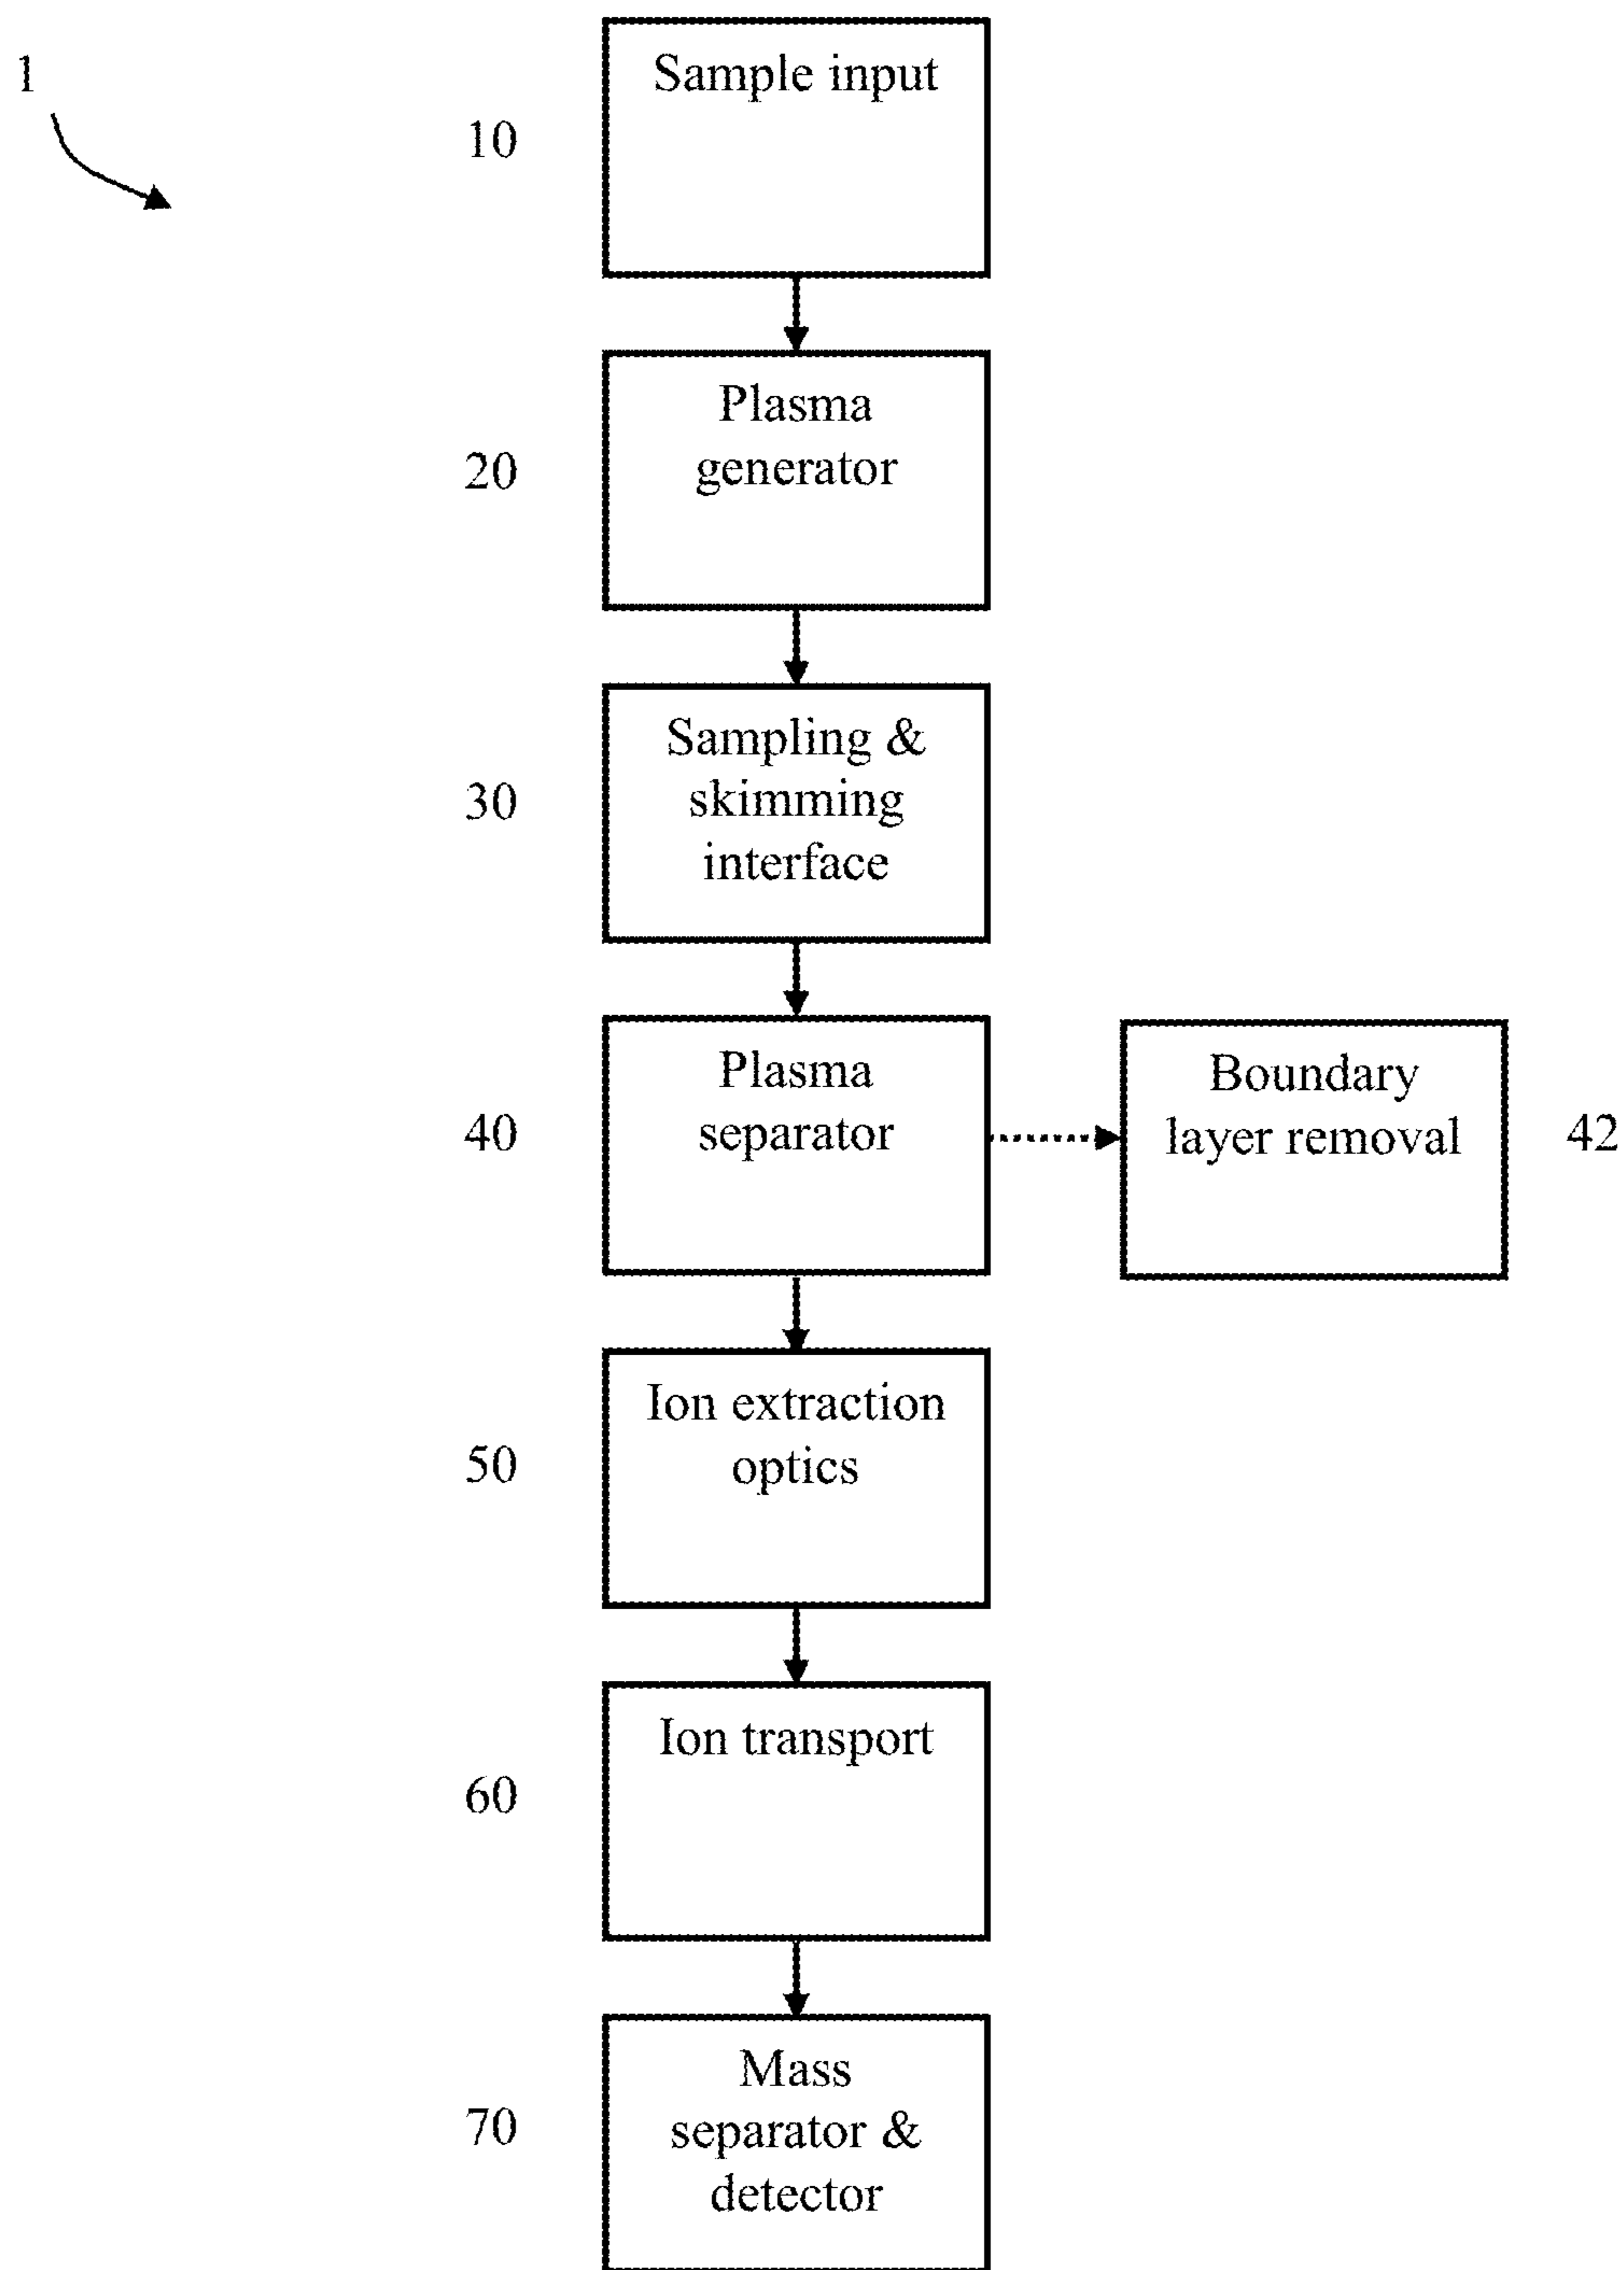 1
Sample input
10
Plasma
generator
20
Sampling &
skimming
interface
30
Plasma
separator
40
Boundary
layer removal
42
Ion extraction
optics
50
Ion transport
60
Mass
separator &
detector
70